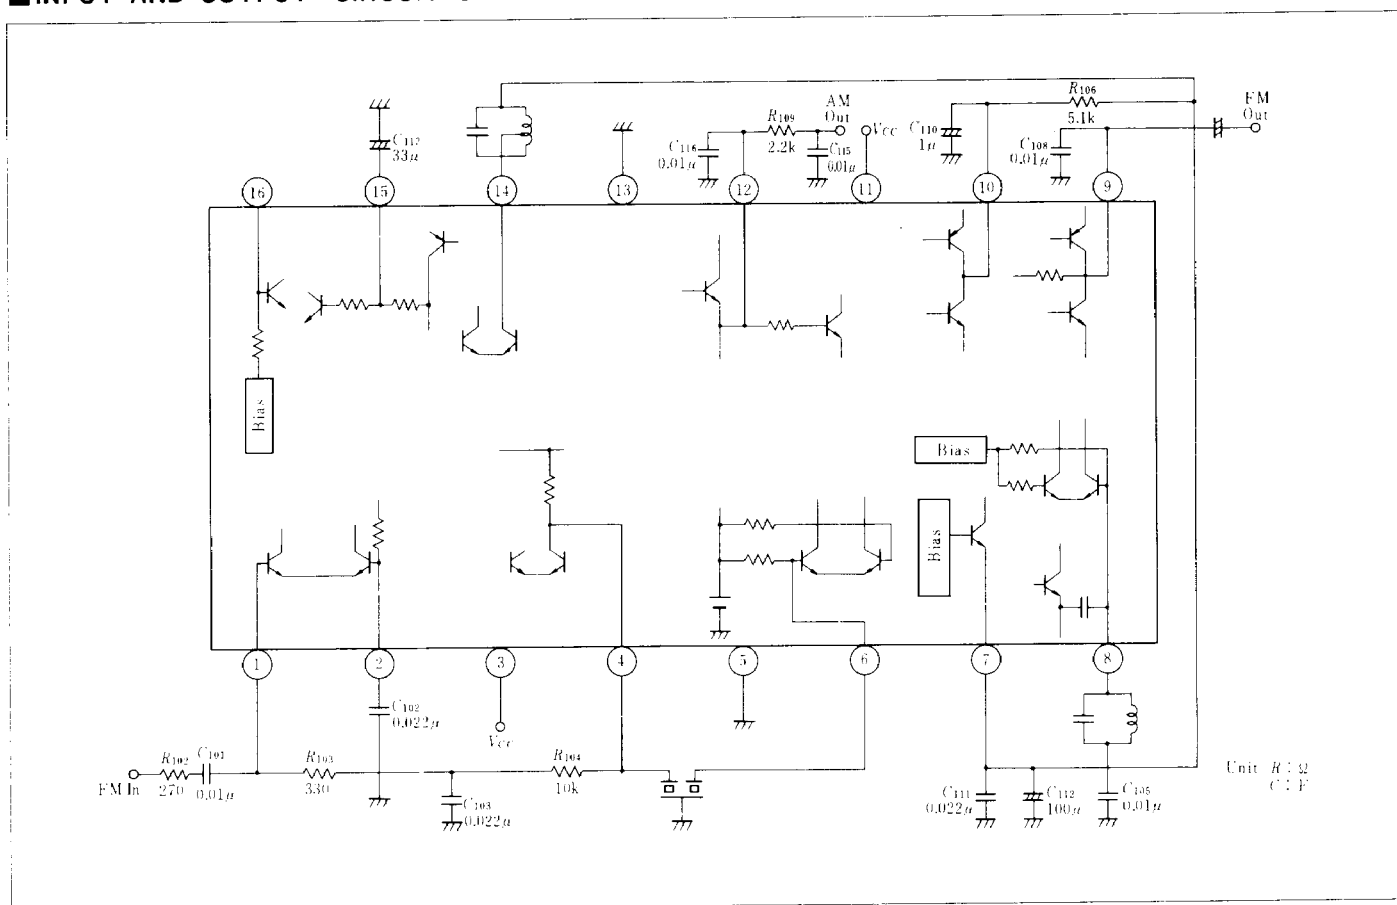 ■INPUT AND OUTPUT CIRCUIT
R106
5.1k
FM
Out
AM
Out
R109
2.2k
Vcc
C110
1μ
C117
33μ
C116
0.01μ
C115
0.01μ
C108
0.01μ
16
15
14
13
12
11
10
9
Bias
Bias
Bias
1
2
3
4
5
6
7
8
C102
0.022μ
Vcc
R102
270
C101
0.01μ
R103
330
R104
10k
FM In
C103
0.022μ
C111
0.022μ
C112
100μ
C105
0.01μ
Unit R : Ω
C : F